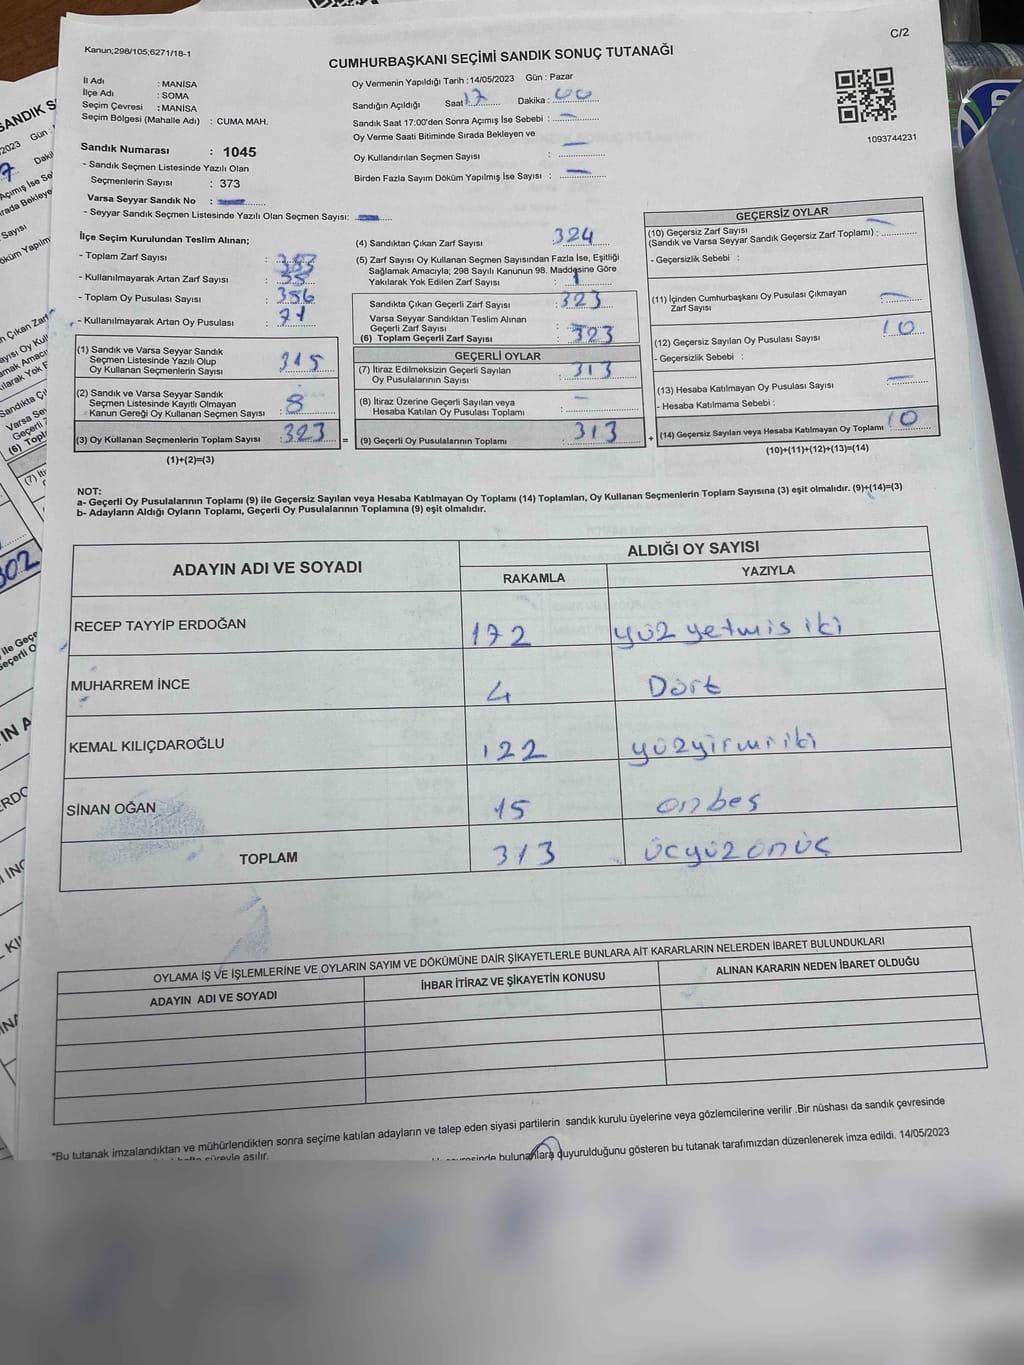 Kanun;298/105,6271/18-1
C/2
CUMHURBAŞKANI SEÇİMİ SANDIK SONUÇ TUTANAĞI
İl Adı : MANİSA
İlçe Adı : SOMA
Seçim Çevresi : MANİSA
Seçim Bölgesi (Mahalle Adı) : CUMA MAH.
Sandık Numarası : 1045
- Sandık Seçmen Listesinde Yazılı Olan
Seçmenlerin Sayısı : 373
Varsa Seyyar Sandık No :
- Seyyar Sandık Seçmen Listesinde Yazılı Olan Seçmen Sayısı:
Oy Vermenin Yapıldığı Tarih :14/05/2023 Gün : Pazar
Sandığın Açıldığı Saat 17 Dakika : 00
Sandık Saat 17:00'den Sonra Açımış İse Sebebi : —
Oy Verme Saati Bitiminde Sırada Bekleyen ve
Oy Kullandırılan Seçmen Sayısı : —
Birden Fazla Sayım Döküm Yapılmış İse Sayısı : —
1093744231
İlçe Seçim Kurulundan Teslim Alınan;
- Toplam Zarf Sayısı :
- Kullanılmayarak Artan Zarf Sayısı :
- Toplam Oy Pusulası Sayısı : 396
- Kullanılmayarak Artan Oy Pusulası : 71
(1) Sandık ve Varsa Seyyar Sandık
Seçmen Listesinde Yazılı Olup
Oy Kullanan Seçmenlerin Sayısı : 315
(2) Sandık ve Varsa Seyyar Sandık
Seçmen Listesinde Kayıtlı Olmayan
Kanun Gereği Oy Kullanan Seçmen Sayısı : 8
(3) Oy Kullanan Seçmenlerin Toplam Sayısı : 323 =
(1)+(2)=(3)
(4) Sandıktan Çıkan Zarf Sayısı : 324
(5) Zarf Sayısı Oy Kullanan Seçmen Sayısından Fazla İse, Eşitliği
Sağlamak Amacıyla; 298 Sayılı Kanunun 98. Maddesine Göre
Yakılarak Yok Edilen Zarf Sayısı : 1
Sandıkta Çıkan Geçerli Zarf Sayısı : 323
Varsa Seyyar Sandıktan Teslim Alınan
Geçerli Zarf Sayısı : —
(6) Toplam Geçerli Zarf Sayısı : 323
GEÇERLİ OYLAR
(7) İtiraz Edilmeksizin Geçerli Sayılan
Oy Pusulalarının Sayısı : 313
(8) İtiraz Üzerine Geçerli Sayılan veya
Hesaba Katılan Oy Pusulası Toplamı : —
(9) Geçerli Oy Pusulalarının Toplamı : 313 +
GEÇERSİZ OYLAR
(10) Geçersiz Zarf Sayısı
(Sandık ve Varsa Seyyar Sandık Geçersiz Zarf Toplamı) : —
- Geçersizlik Sebebi :
(11) İçinden Cumhurbaşkanı Oy Pusulası Çıkmayan
Zarf Sayısı : —
(12) Geçersiz Sayılan Oy Pusulası Sayısı : 10
- Geçersizlik Sebebi :
(13) Hesaba Katılmayan Oy Pusulası Sayısı : —
- Hesaba Katılmama Sebebi :
(14) Geçersiz Sayılan veya Hesaba Katılmayan Oy Toplamı : 10
(10)+(11)+(12)+(13)=(14)
NOT:
a- Geçerli Oy Pusulalarının Toplamı (9) ile Geçersiz Sayılan veya Hesaba Katılmayan Oy Toplamı (14) Toplamları, Oy Kullanan Seçmenlerin Toplam Sayısına (3) eşit olmalıdır. (9)+(14)=(3)
b- Adayların Aldığı Oyların Toplamı, Geçerli Oy Pusulalarının Toplamına (9) eşit olmalıdır.
ADAYIN ADI VE SOYADI
ALDIĞI OY SAYISI
RAKAMLA YAZIYLA
RECEP TAYYİP ERDOĞAN 172 yüz yetmis iki
MUHARREM İNCE 4 Dört
KEMAL KILIÇDAROĞLU 122 yüzyirmi iki
SİNAN OĞAN 15 onbes
TOPLAM 313 Üçyüz onüç
OYLAMA İŞ VE İŞLEMLERİNE VE OYLARIN SAYIM VE DÖKÜMÜNE DAİR ŞİKAYETLERLE BUNLARA AİT KARARLARIN NELERDEN İBARET BULUNDUKLARI
ADAYIN ADI VE SOYADI İHBAR İTİRAZ VE ŞİKAYETİN KONUSU ALINAN KARARIN NEDEN İBARET OLDUĞU
*Bu tutanak imzalandıktan ve mühürlendikten sonra seçime katılan adayların ve talep eden siyasi partilerin sandık kurulu üyelerine veya gözlemcilerine verilir .Bir nüshası da sandık çevresinde
süreyle asılır.
bulunanlara duyurulduğunu gösteren bu tutanak tarafımızdan düzenlenerek imza edildi. 14/05/2023